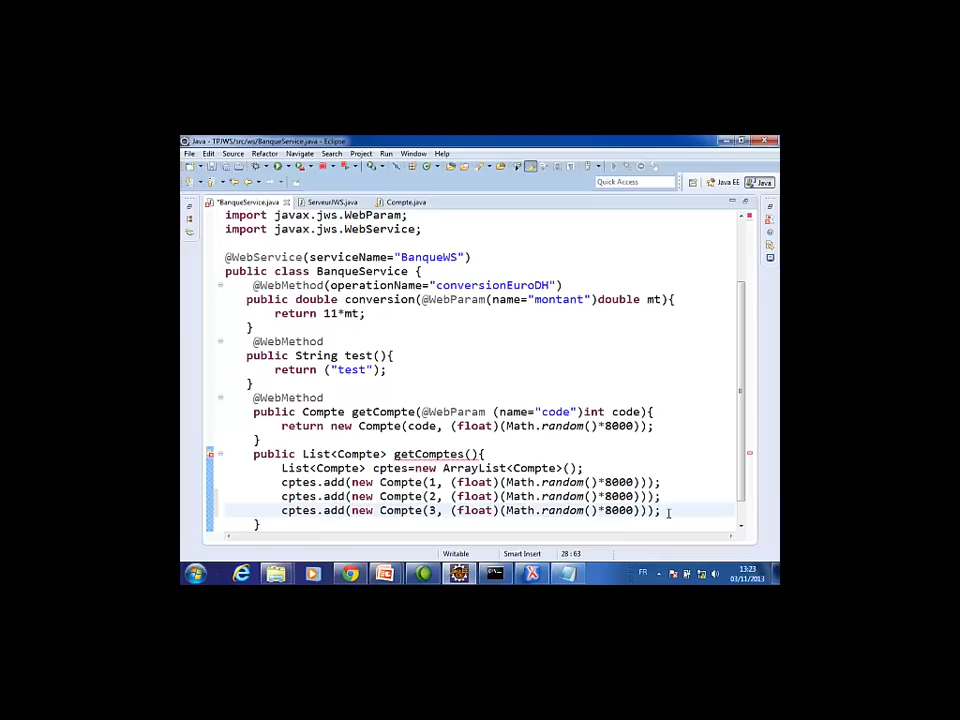 Java - TPJWS/src/ws/BanqueService.java - Eclipse
File Edit Source Refactor Navigate Search Project Run Window Help
Quick Access Java EE Java
*BanqueService.java ServeurJWS.java Compte.java
import javax.jws.WebParam;
import javax.jws.WebService;
@WebService(serviceName="BanqueWS")
public class BanqueService {
@WebMethod(operationName="conversionEuroDH")
public double conversion(@WebParam(name="montant")double mt){
return 11*mt;
}
@WebMethod
public String test(){
return ("test");
}
@WebMethod
public Compte getCompte(@WebParam (name="code")int code){
return new Compte(code, (float)(Math.random()*8000));
}
public List<Compte> getComptes(){
List<Compte> cptes=new ArrayList<Compte>();
cptes.add(new Compte(1, (float)(Math.random()*8000)));
cptes.add(new Compte(2, (float)(Math.random()*8000)));
cptes.add(new Compte(3, (float)(Math.random()*8000)));
}
Writable Smart Insert 28 : 63
FR 13:23
03/11/2013